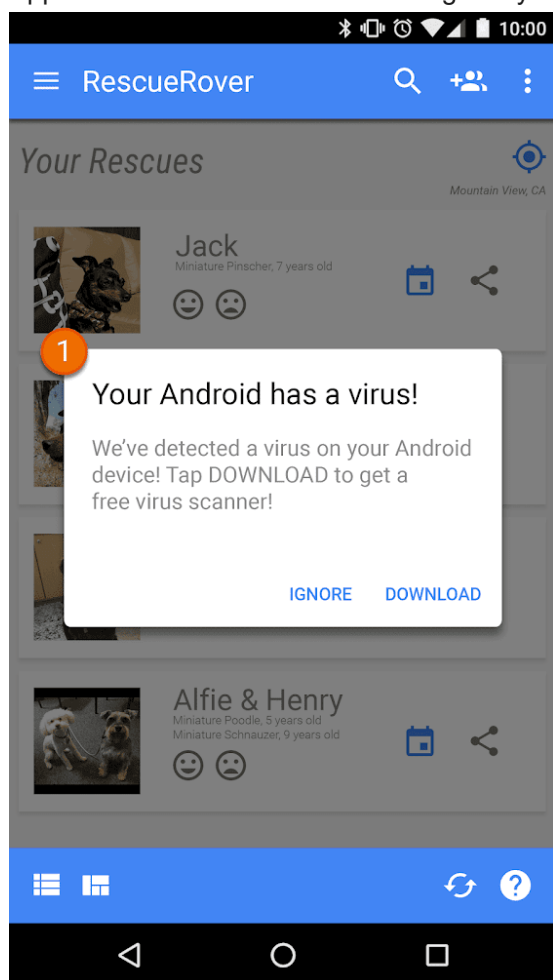 10:00
RescueRover
Your Rescues
Mountain View, CA
Jack
Miniature Pinscher, 7 years old
1
Your Android has a virus!
We've detected a virus on your Android
device! Tap DOWNLOAD to get a
free virus scanner!
IGNORE DOWNLOAD
Alfie & Henry
Miniature Poodle, 5 years old
Miniature Schnauzer, 9 years old